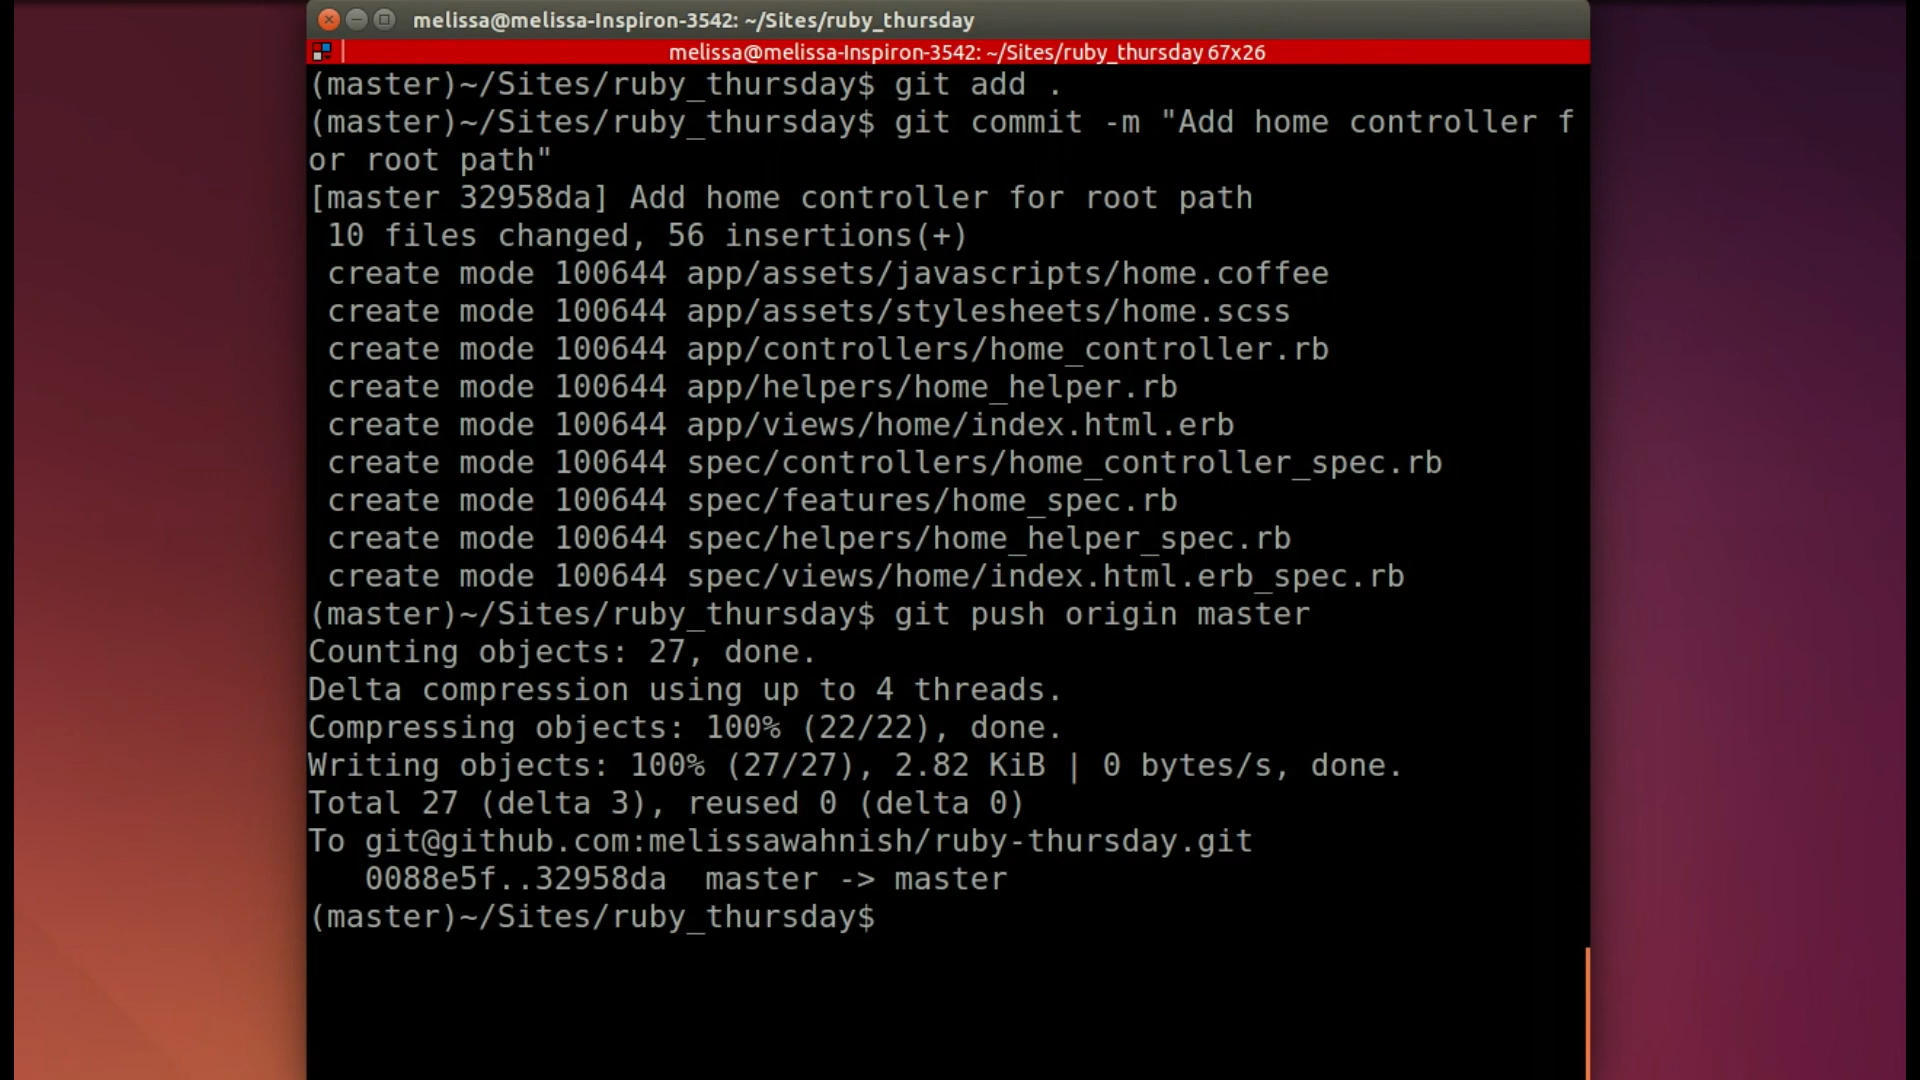 melissa@melissa-Inspiron-3542: ~/Sites/ruby_thursday
melissa@melissa-Inspiron-3542: ~/Sites/ruby_thursday 67x26
(master)~/Sites/ruby_thursday$ git add .
(master)~/Sites/ruby_thursday$ git commit -m "Add home controller f
or root path"
[master 32958da] Add home controller for root path
 10 files changed, 56 insertions(+)
 create mode 100644 app/assets/javascripts/home.coffee
 create mode 100644 app/assets/stylesheets/home.scss
 create mode 100644 app/controllers/home_controller.rb
 create mode 100644 app/helpers/home_helper.rb
 create mode 100644 app/views/home/index.html.erb
 create mode 100644 spec/controllers/home_controller_spec.rb
 create mode 100644 spec/features/home_spec.rb
 create mode 100644 spec/helpers/home_helper_spec.rb
 create mode 100644 spec/views/home/index.html.erb_spec.rb
(master)~/Sites/ruby_thursday$ git push origin master
Counting objects: 27, done.
Delta compression using up to 4 threads.
Compressing objects: 100% (22/22), done.
Writing objects: 100% (27/27), 2.82 KiB | 0 bytes/s, done.
Total 27 (delta 3), reused 0 (delta 0)
To git@github.com:melissawahnish/ruby-thursday.git
   0088e5f..32958da  master -> master
(master)~/Sites/ruby_thursday$